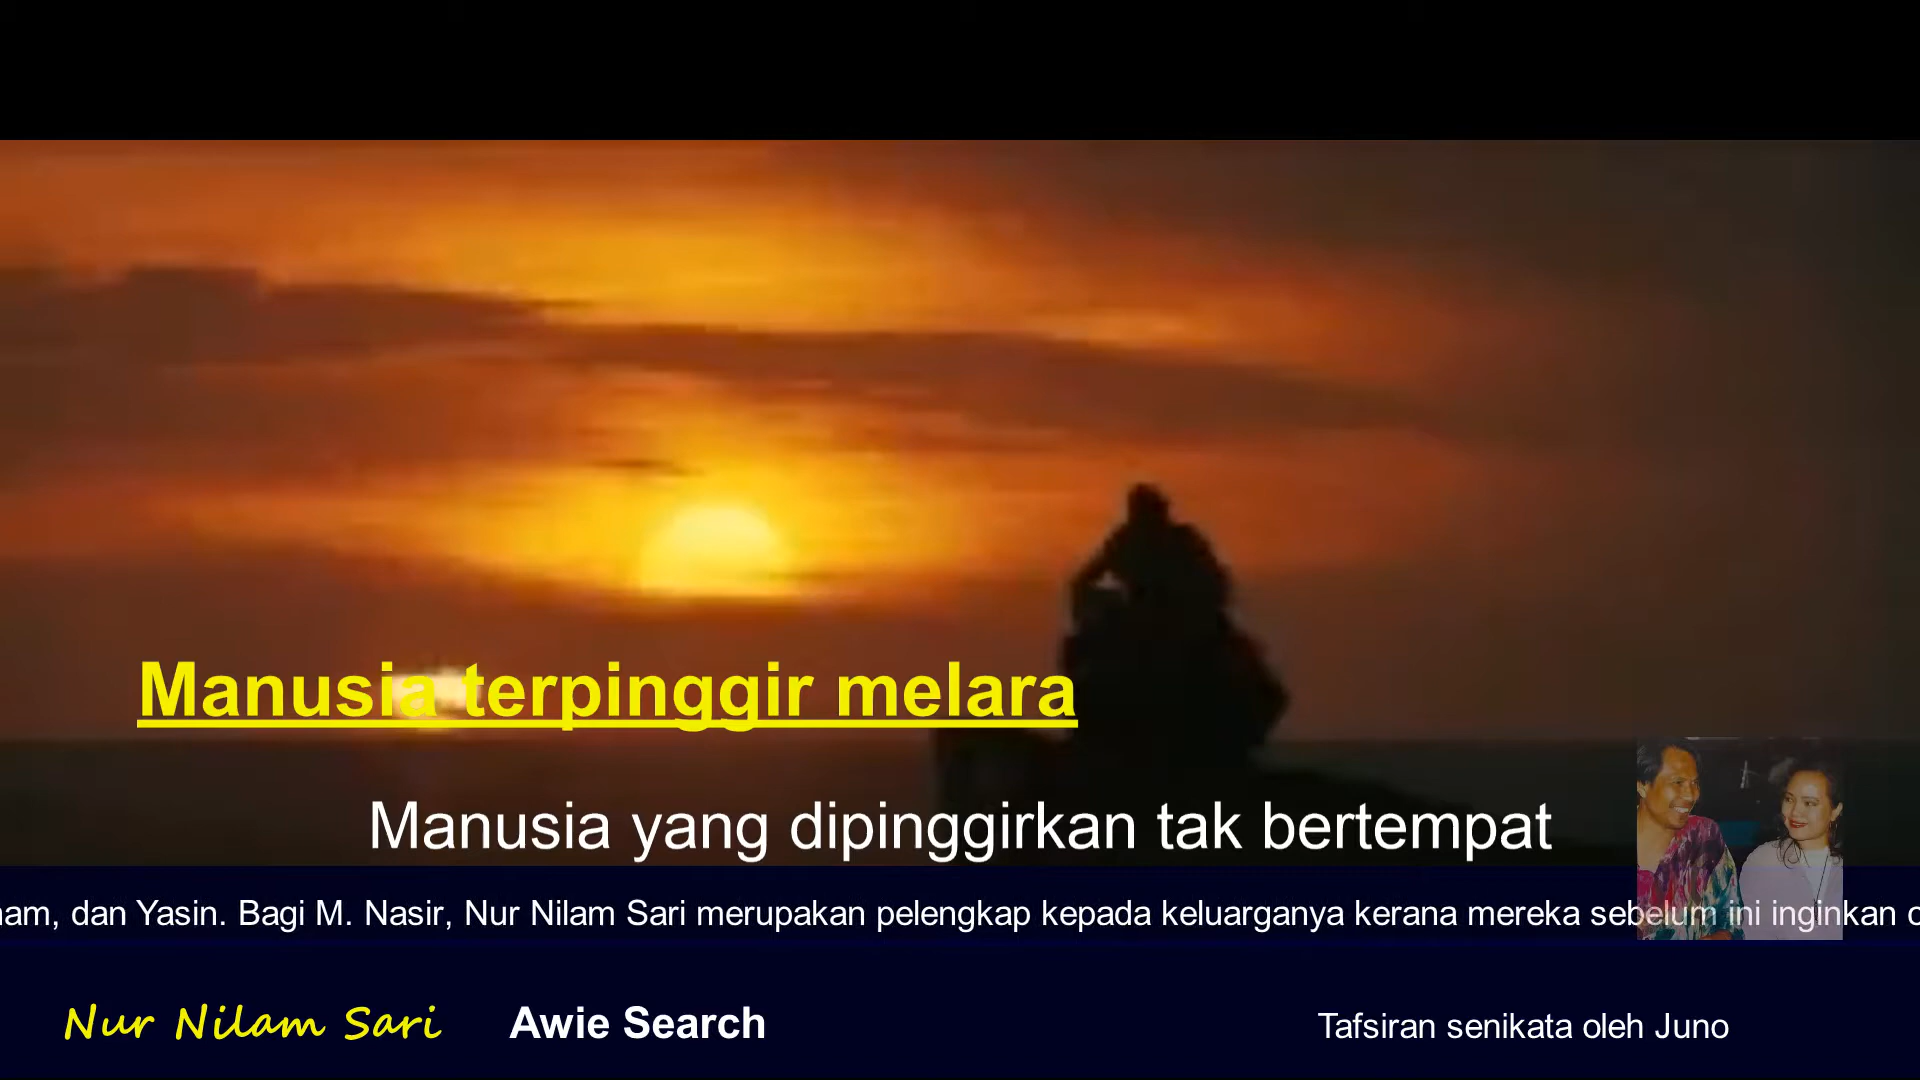 Manusia terpinggir melara
Manusia yang dipinggirkan tak bertempat
dan Yasin. Bagi M. Nasir, Nur Nilam Sari merupakan pelengkap kepada keluarganya kerana mereka sebelum ini inginkan
Nur Nilam Sari Awie Search Tafsiran senikata oleh Juno